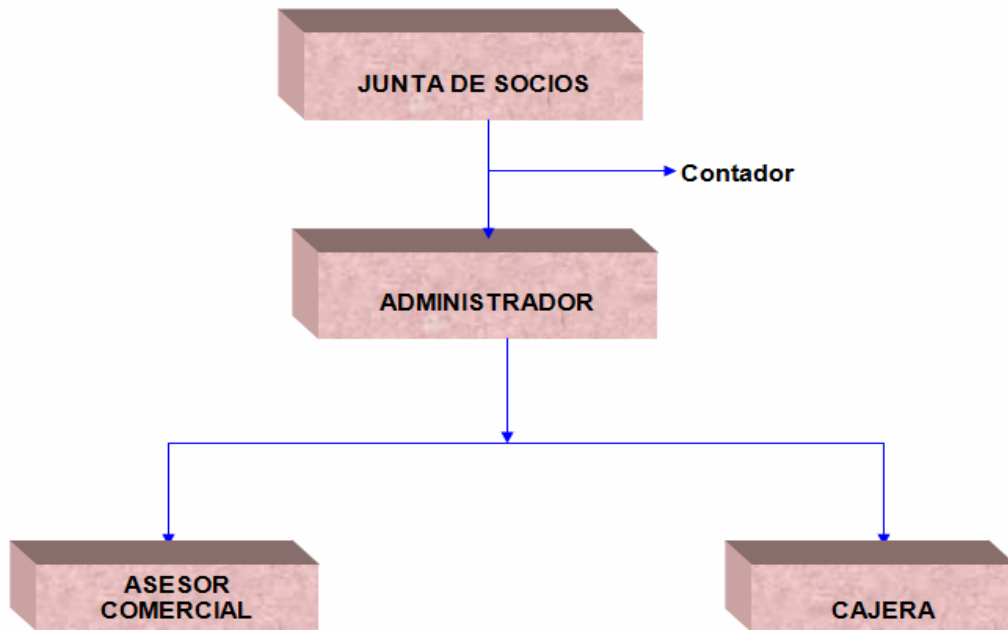 JUNTA DE SOCIOS
Contador
ADMINISTRADOR
ASESOR
COMERCIAL
CAJERA